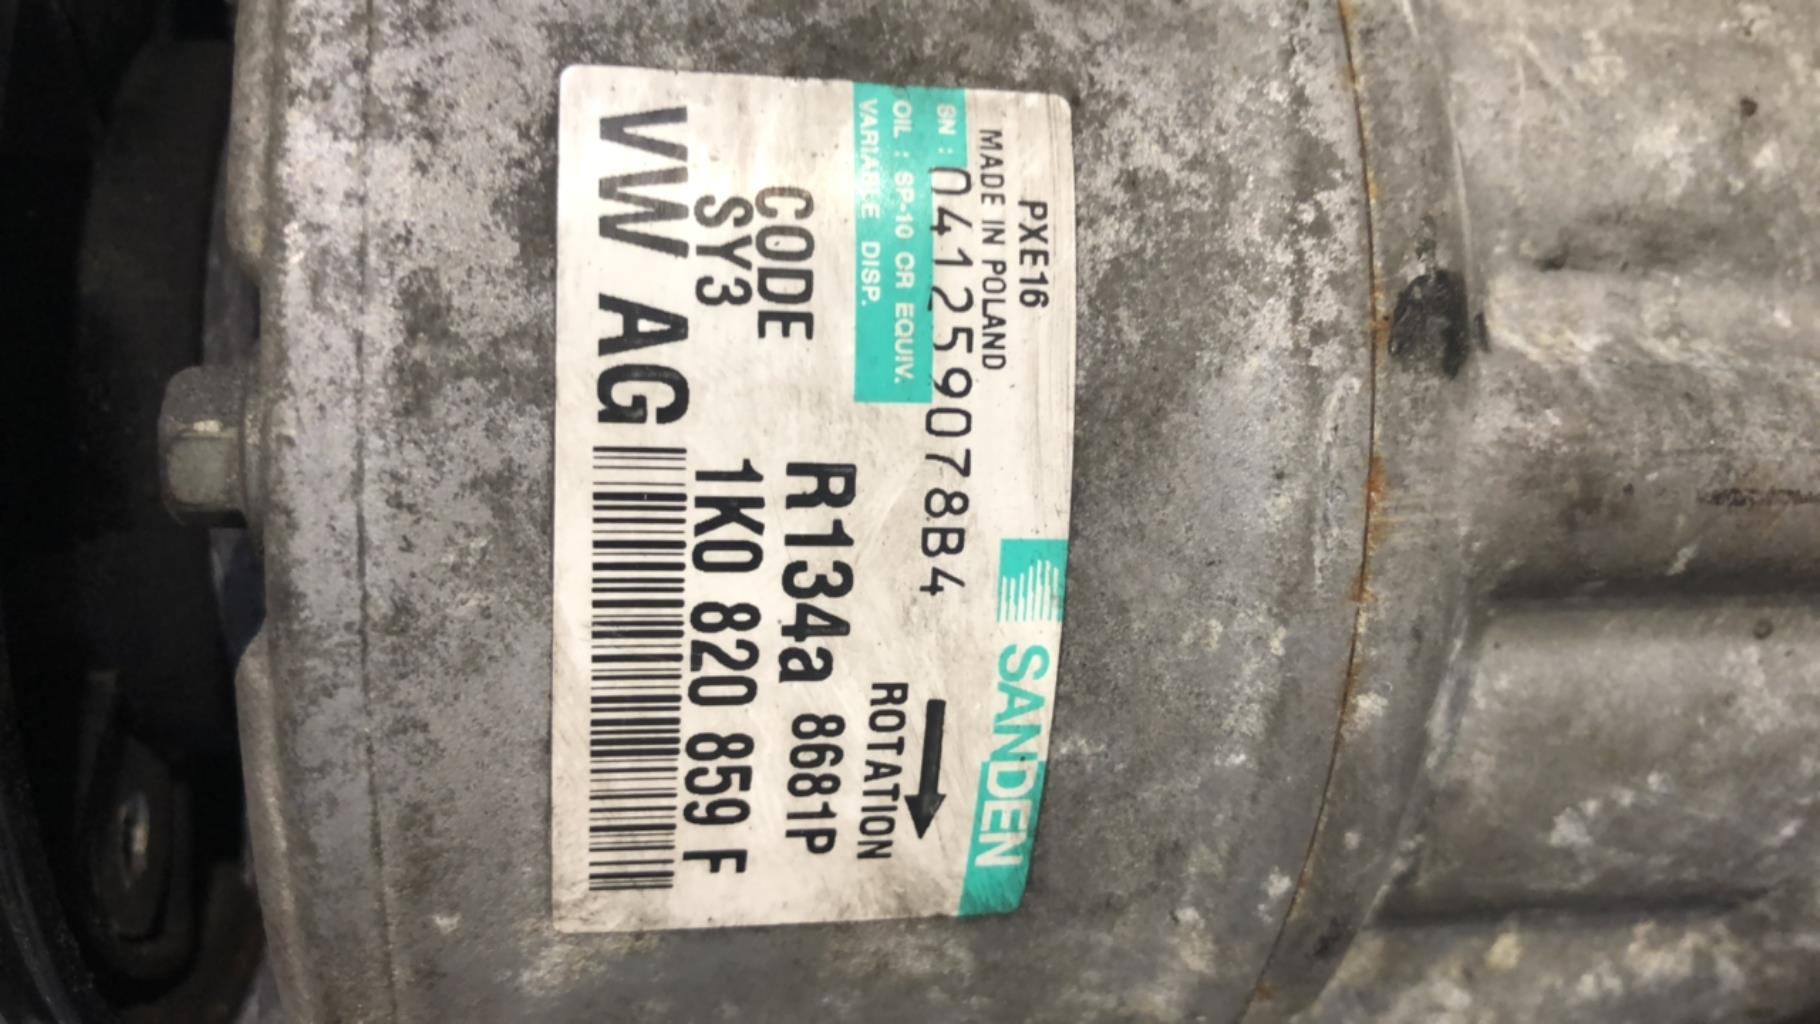 PXE16
SANDEN
MADE IN POLAND
SN : 041259078B4
OIL : SP-10 OR EQUIV.
VARIABLE DISP.
ROTATION
CODE
SY3
R134a 8681P
1K0 820 859 F
VW AG